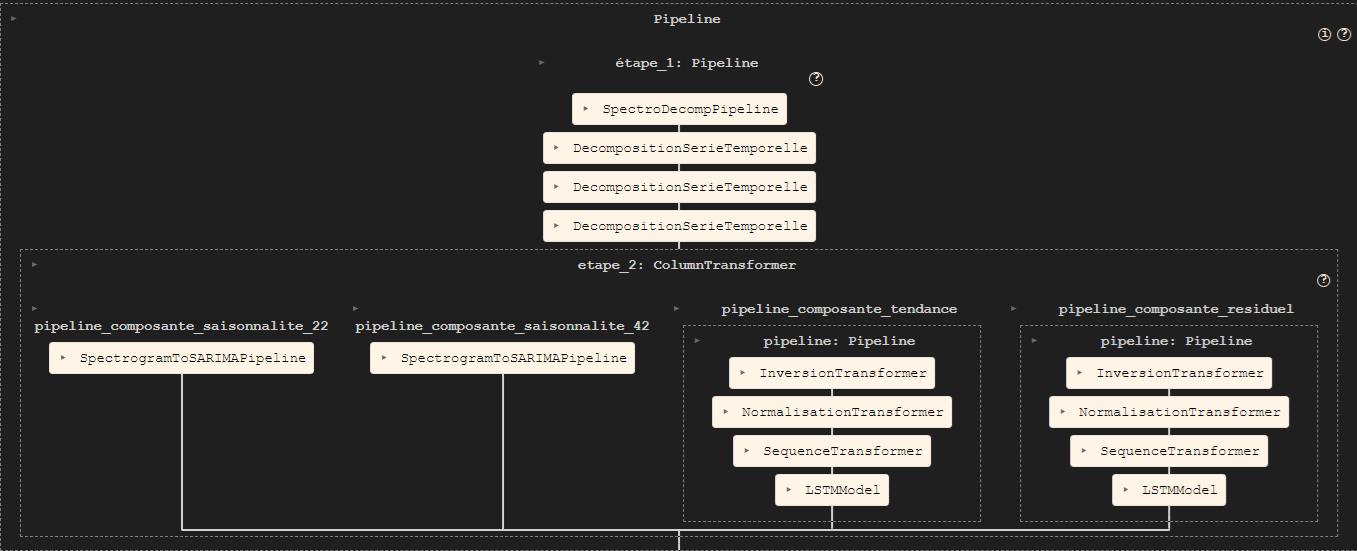 Pipeline
i ?
étape_1: Pipeline
?
SpectroDecompPipeline
DecompositionSerieTemporelle
DecompositionSerieTemporelle
DecompositionSerieTemporelle
etape_2: ColumnTransformer
?
pipeline_composante_saisonnalite_22
SpectrogramToSARIMAPipeline
pipeline_composante_saisonnalite_42
SpectrogramToSARIMAPipeline
pipeline_composante_tendance
pipeline: Pipeline
InversionTransformer
NormalisationTransformer
SequenceTransformer
LSTMModel
pipeline_composante_residuel
pipeline: Pipeline
InversionTransformer
NormalisationTransformer
SequenceTransformer
LSTMModel